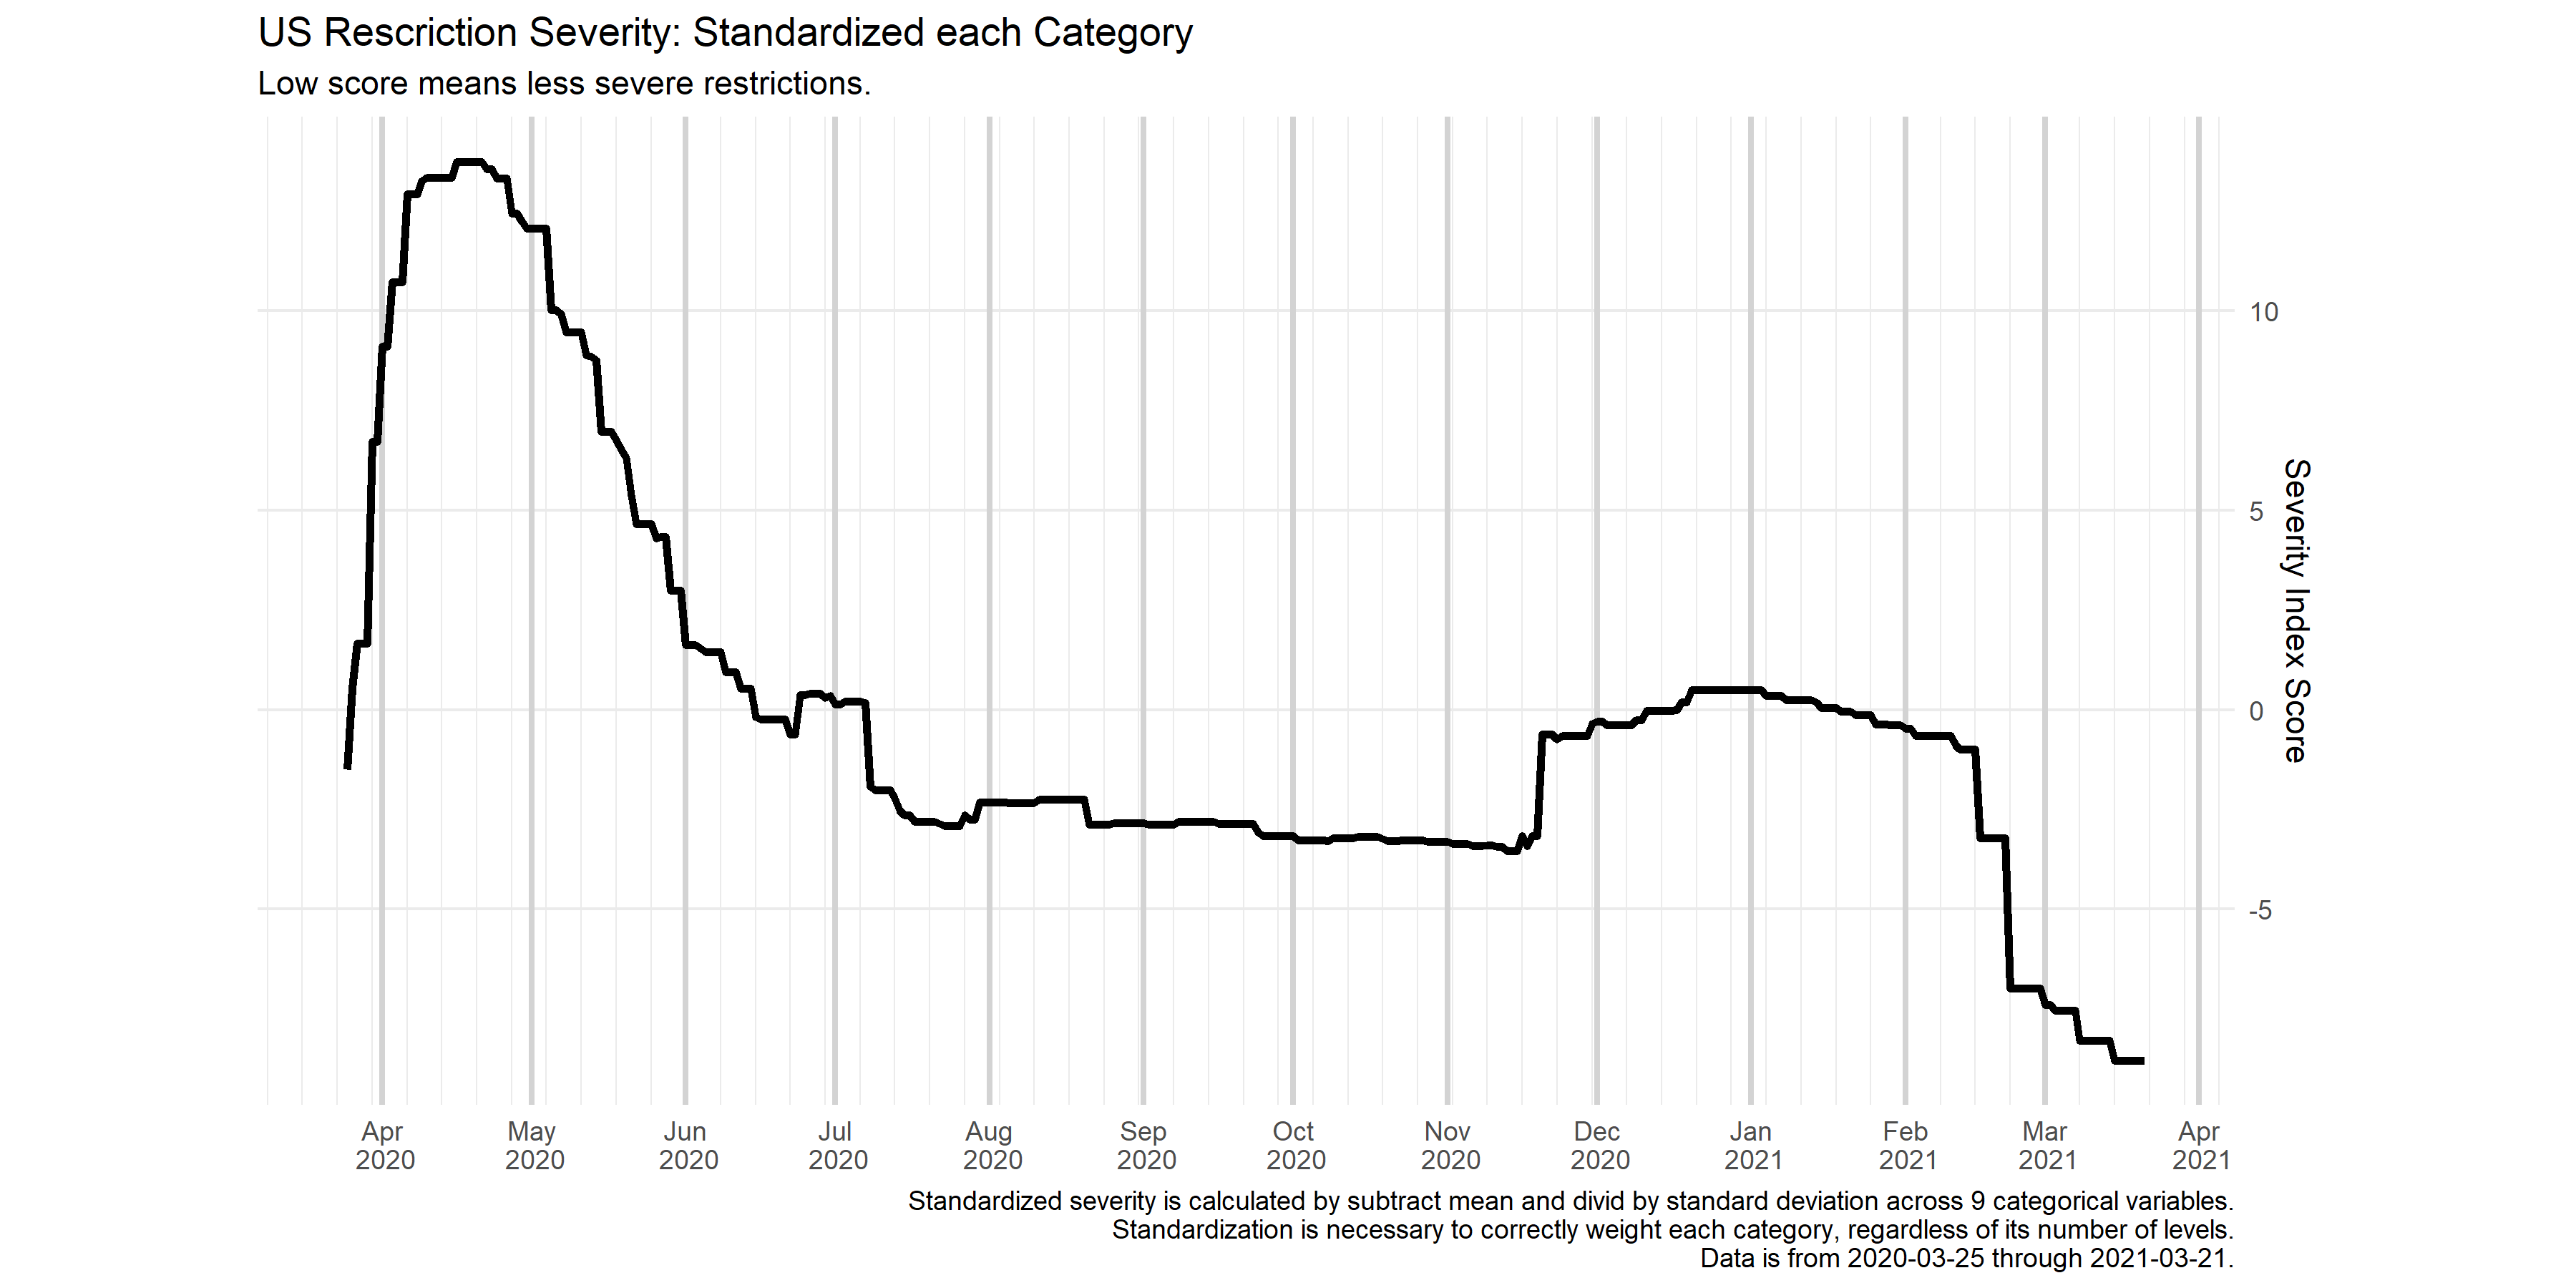 US Rescriction Severity: Standardized each Category
Low score means less severe restrictions.
10
5
0
-5
Severity Index Score
Apr 2020
May 2020
Jun 2020
Jul 2020
Aug 2020
Sep 2020
Oct 2020
Nov 2020
Dec 2020
Jan 2021
Feb 2021
Mar 2021
Apr 2021
Standardized severity is calculated by subtract mean and divid by standard deviation across 9 categorical variables.
Standardization is necessary to correctly weight each category, regardless of its number of levels.
Data is from 2020-03-25 through 2021-03-21.